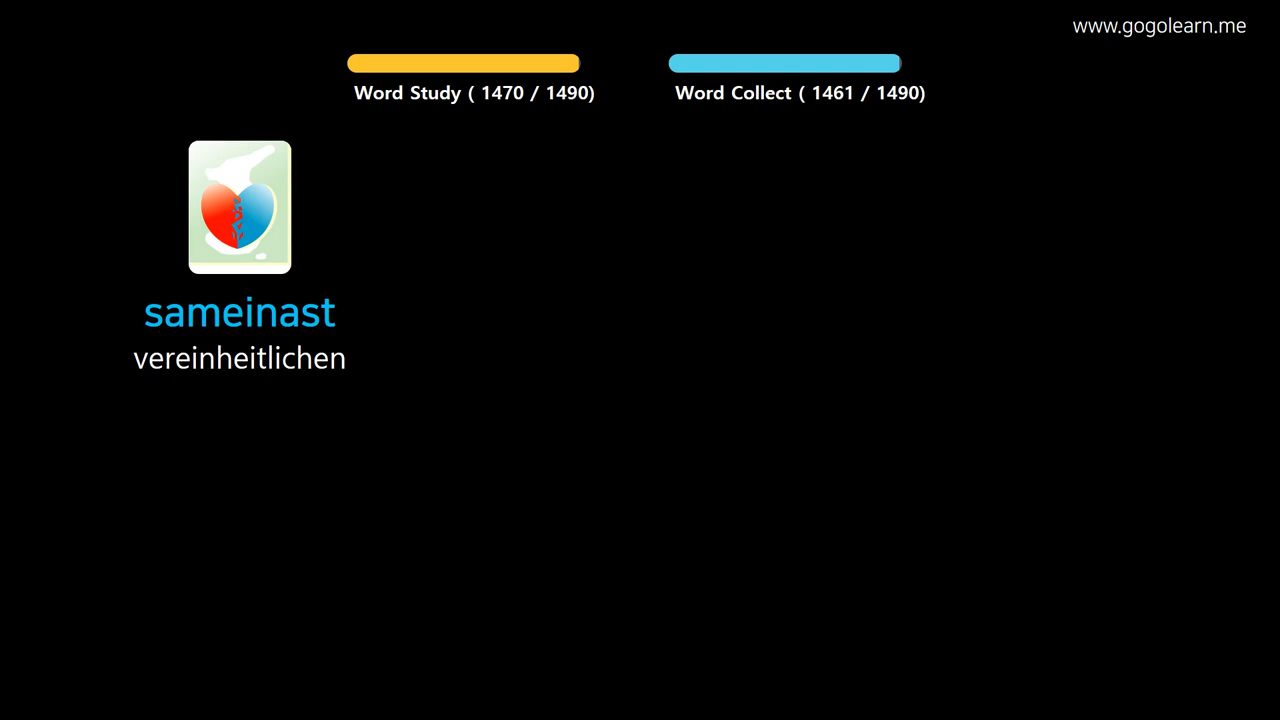 www.gogolearn.me
Word Study ( 1470 / 1490)
Word Collect ( 1461 / 1490)
sameinast
vereinheitlichen